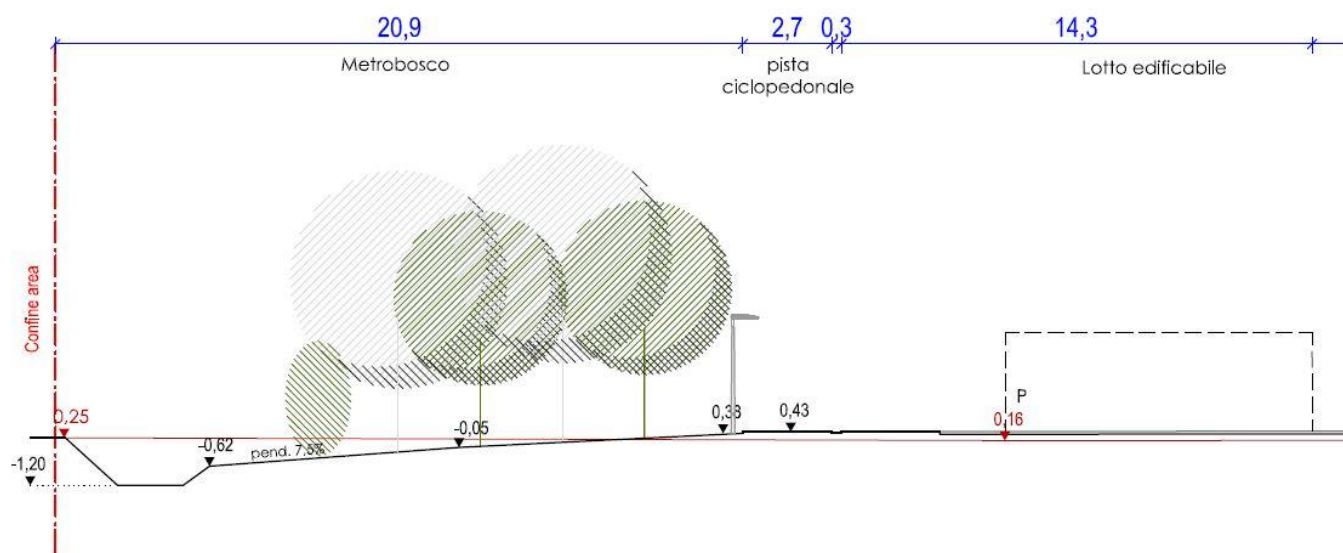 20,9
2,7
0,3
14,3
Metrobosco
pista
ciclopedonale
Lotto edificabile
Confine area
0,25
-0,62
pend. 7.5%
-0,05
0,38
0,43
P
0,16
-1,20